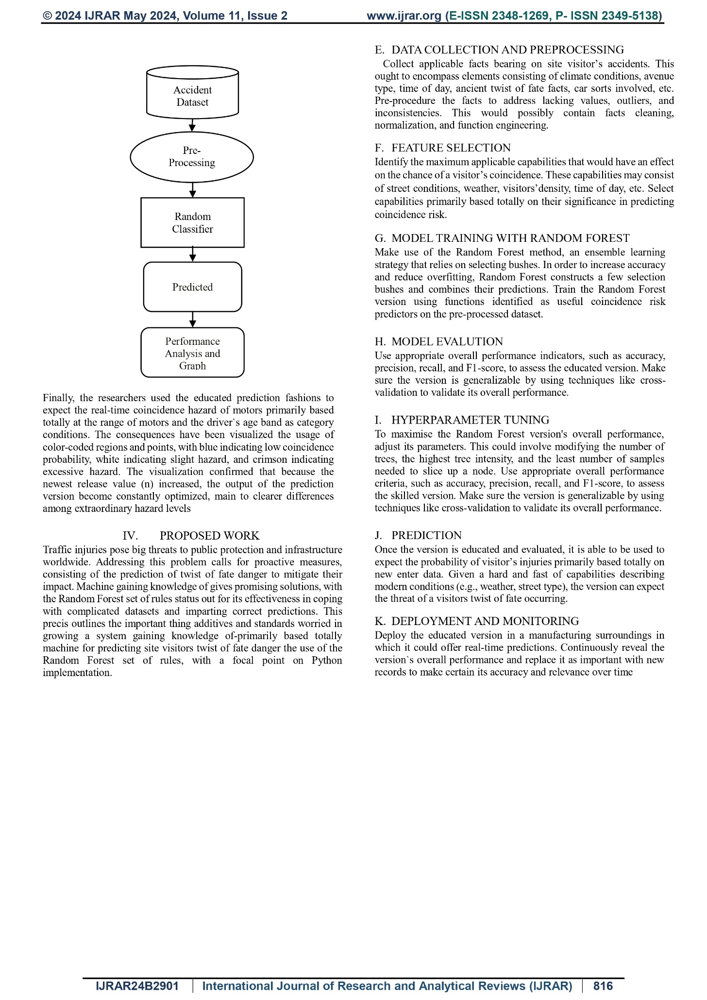 © 2024 IJRAR May 2024, Volume 11, Issue 2
www.ijrar.org (E-ISSN 2348-1269, P- ISSN 2349-5138)
Accident
Dataset
Pre-
Processing
Random
Classifier
Predicted
Performance
Analysis and
Graph
Finally, the researchers used the educated prediction fashions to
expect the real-time coincidence hazard of motors primarily based
totally at the range of motors and the driver`s age band as category
conditions. The consequences have been visualized the usage of
color-coded regions and points, with blue indicating low coincidence
probability, white indicating slight hazard, and crimson indicating
excessive hazard. The visualization confirmed that because the
newest release value (n) increased, the output of the prediction
version become constantly optimized, main to clearer differences
among extraordinary hazard levels
IV. PROPOSED WORK
Traffic injuries pose big threats to public protection and infrastructure
worldwide. Addressing this problem calls for proactive measures,
consisting of the prediction of twist of fate danger to mitigate their
impact. Machine gaining knowledge of gives promising solutions, with
the Random Forest set of rules status out for its effectiveness in coping
with complicated datasets and imparting correct predictions. This
precis outlines the important thing additives and standards worried in
growing a system gaining knowledge of-primarily based totally
machine for predicting site visitors twist of fate danger the use of the
Random Forest set of rules, with a focal point on Python
implementation.
E. DATA COLLECTION AND PREPROCESSING
Collect applicable facts bearing on site visitor’s accidents. This
ought to encompass elements consisting of climate conditions, avenue
type, time of day, ancient twist of fate facts, car sorts involved, etc.
Pre-procedure the facts to address lacking values, outliers, and
inconsistencies. This would possibly contain facts cleaning,
normalization, and function engineering.
F. FEATURE SELECTION
Identify the maximum applicable capabilities that would have an effect
on the chance of a visitor’s coincidence. These capabilities may consist
of street conditions, weather, visitors’ density, time of day, etc. Select
capabilities primarily based totally on their significance in predicting
coincidence risk.
G. MODEL TRAINING WITH RANDOM FOREST
Make use of the Random Forest method, an ensemble learning
strategy that relies on selecting bushes. In order to increase accuracy
and reduce overfitting, Random Forest constructs a few selection
bushes and combines their predictions. Train the Random Forest
version using functions identified as useful coincidence risk
predictors on the pre-processed dataset.
H. MODEL EVALUTION
Use appropriate overall performance indicators, such as accuracy,
precision, recall, and F1-score, to assess the educated version. Make
sure the version is generalizable by using techniques like cross-
validation to validate its overall performance.
I. HYPERPARAMETER TUNING
To maximise the Random Forest version's overall performance,
adjust its parameters. This could involve modifying the number of
trees, the highest tree intensity, and the least number of samples
needed to slice up a node. Use appropriate overall performance
criteria, such as accuracy, precision, recall, and F1-score, to assess
the skilled version. Make sure the version is generalizable by using
techniques like cross-validation to validate its overall performance.
J. PREDICTION
Once the version is educated and evaluated, it is able to be used to
expect the probability of visitor’s injuries primarily based totally on
new enter data. Given a hard and fast of capabilities describing
modern conditions (e.g., weather, street type), the version can expect
the threat of a visitors twist of fate occurring.
K. DEPLOYMENT AND MONITORING
Deploy the educated version in a manufacturing surroundings in
which it could offer real-time predictions. Continuously reveal the
version`s overall performance and replace it as important with new
records to make certain its accuracy and relevance over time
IJRAR24B2901 International Journal of Research and Analytical Reviews (IJRAR) 816